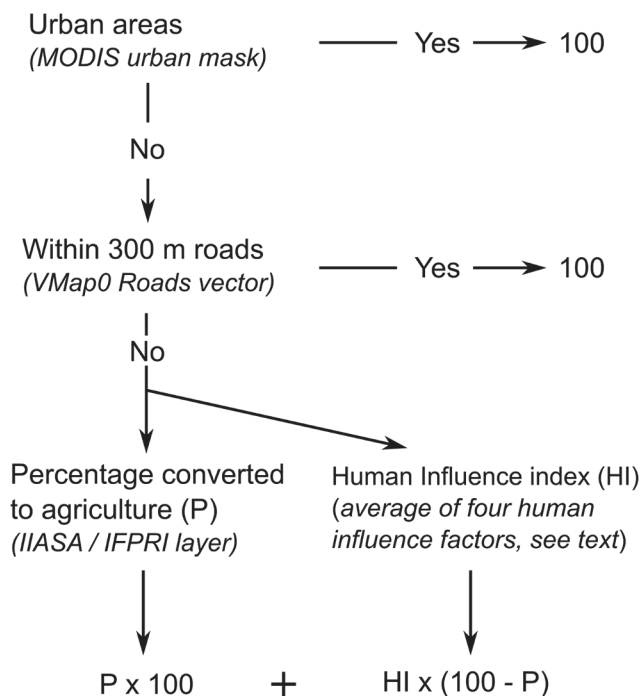 Urban areas
(MODIS urban mask)
Yes
100
No
Within 300 m roads
(VMap0 Roads vector)
Yes
100
No
Percentage converted
to agriculture (P)
(IIASA / IFPRI layer)
Human Influence index (HI)
(average of four human
influence factors, see text)
P x 100 + HI x (100 - P)